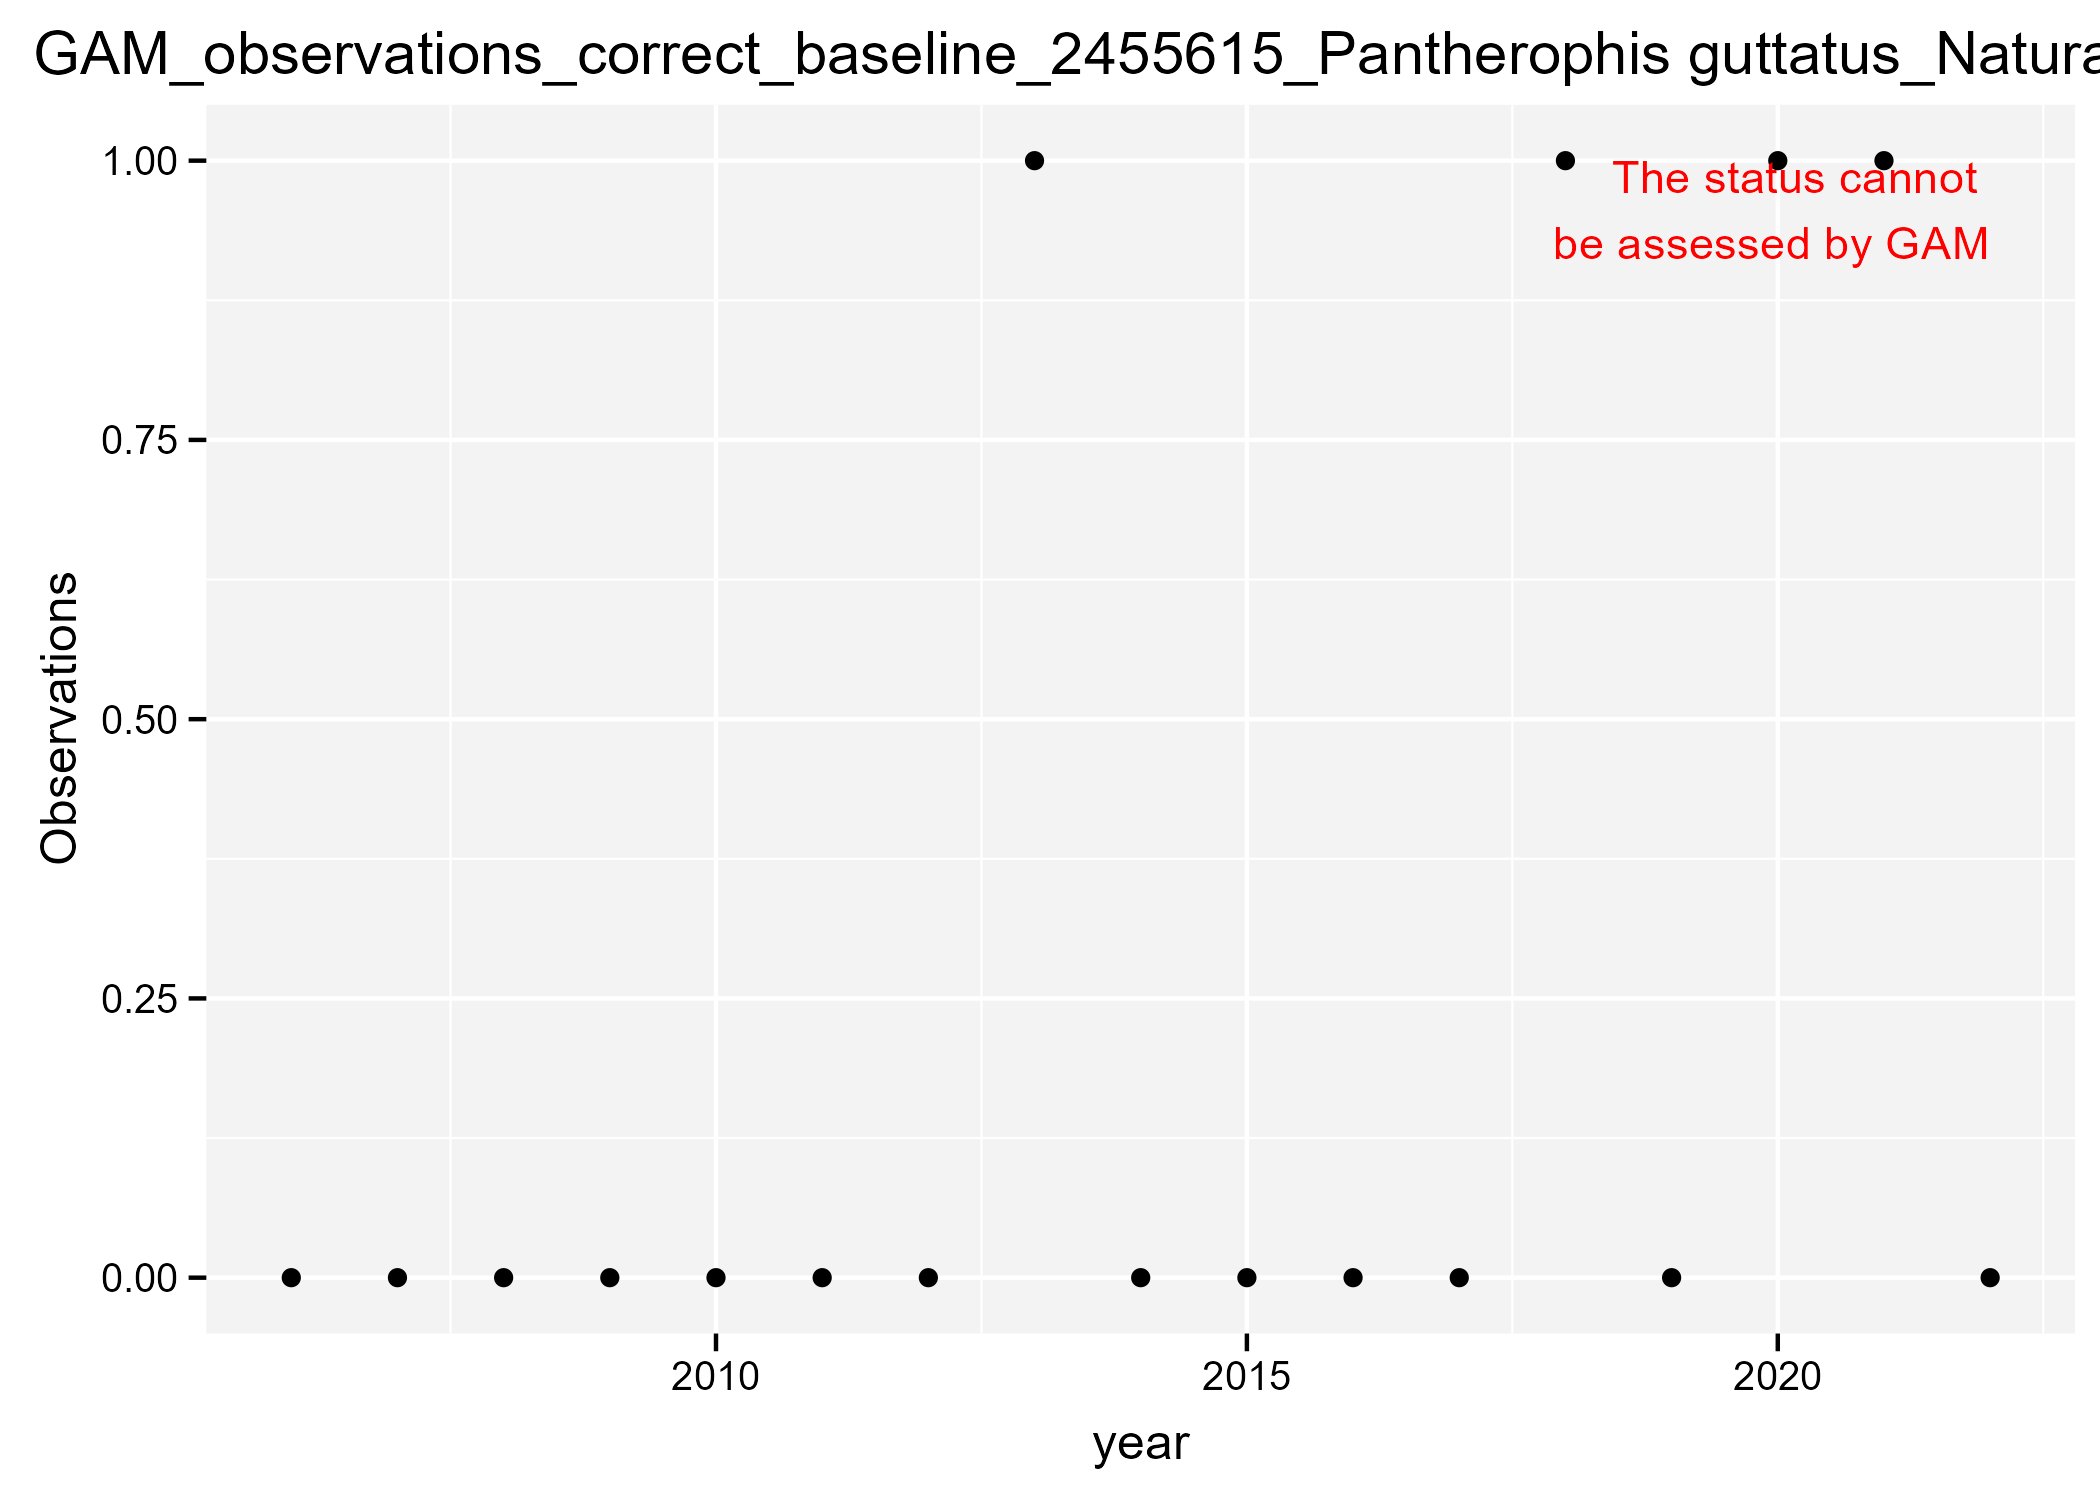 GAM_observations_correct_baseline_2455615_Pantherophis guttatus_Natura
1.00
The status cannot
be assessed by GAM
0.75
0.50
0.25
0.00
Observations
2010 2015 2020
year